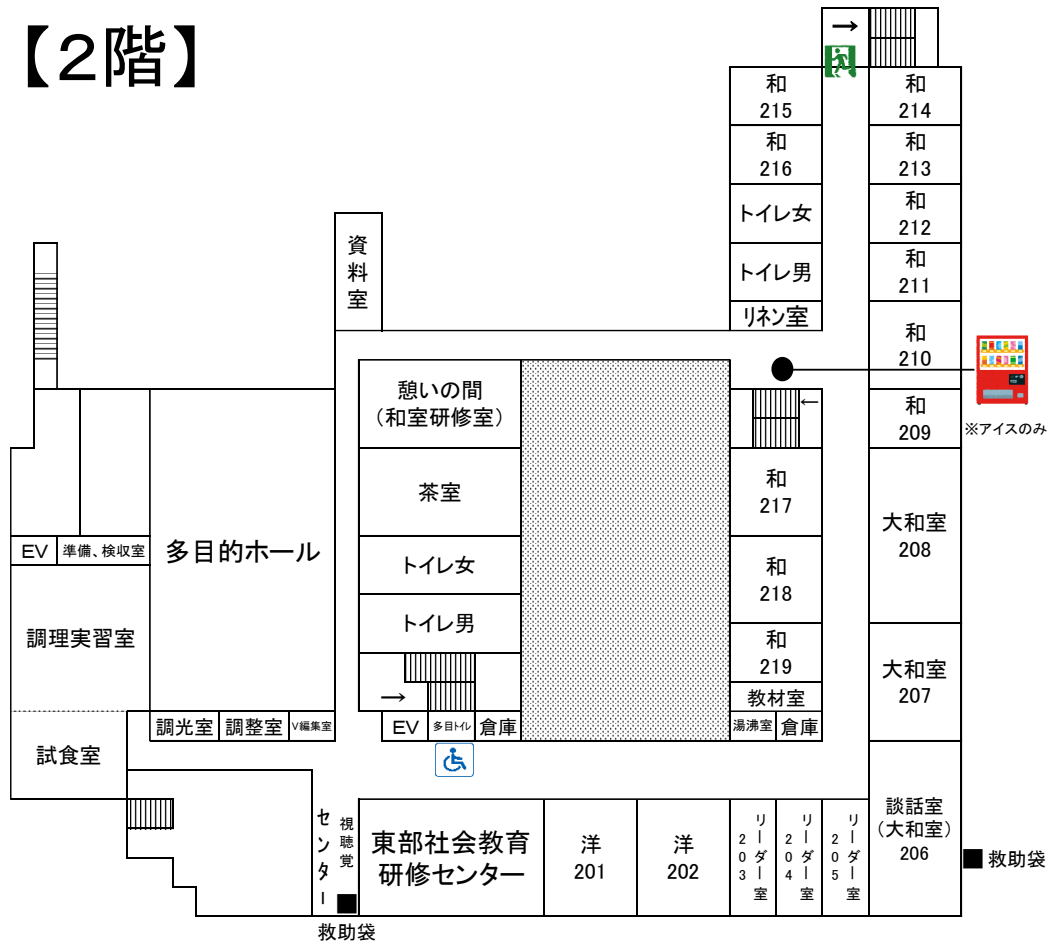 【２階】
→
和
215
和
214
和
216
和
213
トイレ女
和
212
トイレ男
和
211
リネン室
和
210
資料室
※アイスのみ
憩いの間
（和室研修室）
←
和
209
茶室
和
217
大和室
208
EV
準備、検収室
多目的ホール
トイレ女
和
218
調理実習室
トイレ男
和
219
大和室
207
→
教材室
調光室
調整室
V編集室
EV
多目トイレ
倉庫
湯沸室
倉庫
試食室
視聴覚
センター
東部社会教育
研修センター
洋
201
洋
202
リーダー室
203
リーダー室
204
リーダー室
205
談話室
（大和室）
206
救助袋
救助袋